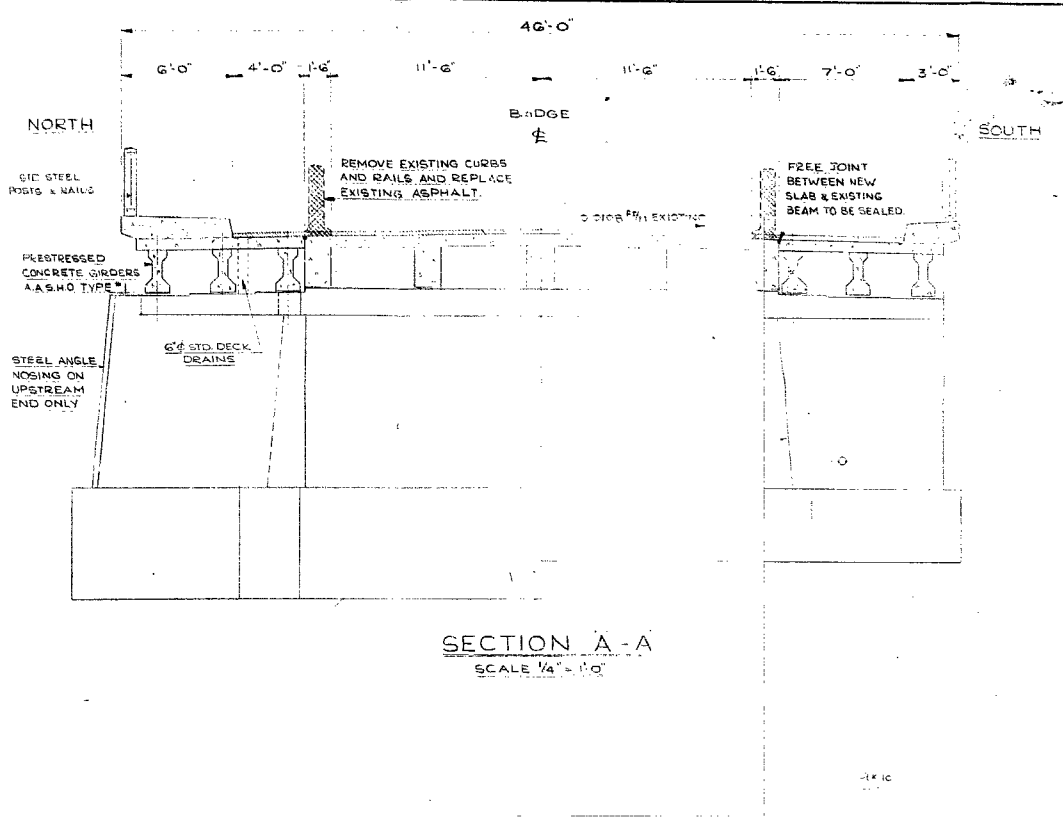 46'-0"
6'-0" 4'-0" 1'-6" 11'-6" 11'-6" 1'-6" 7'-0" 3'-0"
NORTH
BRIDGE
℄
SOUTH
STD STEEL
POSTS & RAILS
REMOVE EXISTING CURBS
AND RAILS AND REPLACE
EXISTING ASPHALT.
EXISTING
FREE JOINT
BETWEEN NEW
SLAB & EXISTING
BEAM TO BE SEALED.
PRESTRESSED
CONCRETE GIRDERS
A.A.S.H.O. TYPE
6"⌀ STD. DECK
DRAINS
STEEL ANGLE
NOSING ON
UPSTREAM
END ONLY
SECTION A-A
SCALE 1/4" = 1'0"